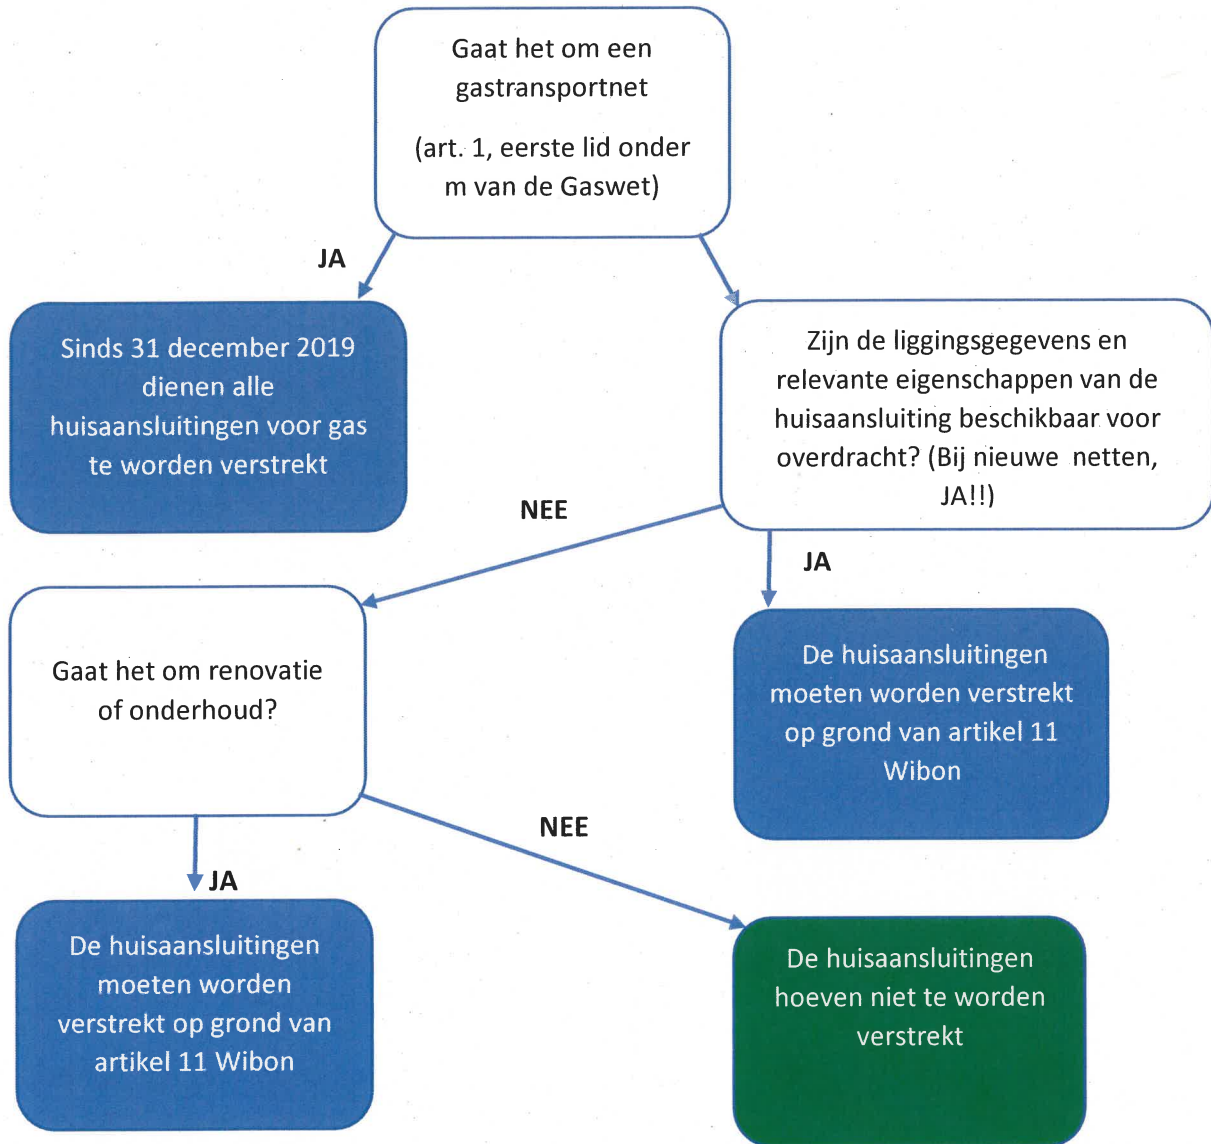 Gaat het om een
gastransportnet
(art. 1, eerste lid onder
m van de Gaswet)
JA
Sinds 31 december 2019
dienen alle
huisaansluitingen voor gas
te worden verstrekt
Zijn de liggingsgegevens en
relevante eigenschappen van de
huisaansluiting beschikbaar voor
overdracht? (Bij nieuwe netten,
JA!!)
NEE
JA
Gaat het om renovatie
of onderhoud?
De huisaansluitingen
moeten worden verstrekt
op grond van artikel 11
Wibon
NEE
JA
De huisaansluitingen
moeten worden
verstrekt op grond van
artikel 11 Wibon
De huisaansluitingen
hoeven niet te worden
verstrekt